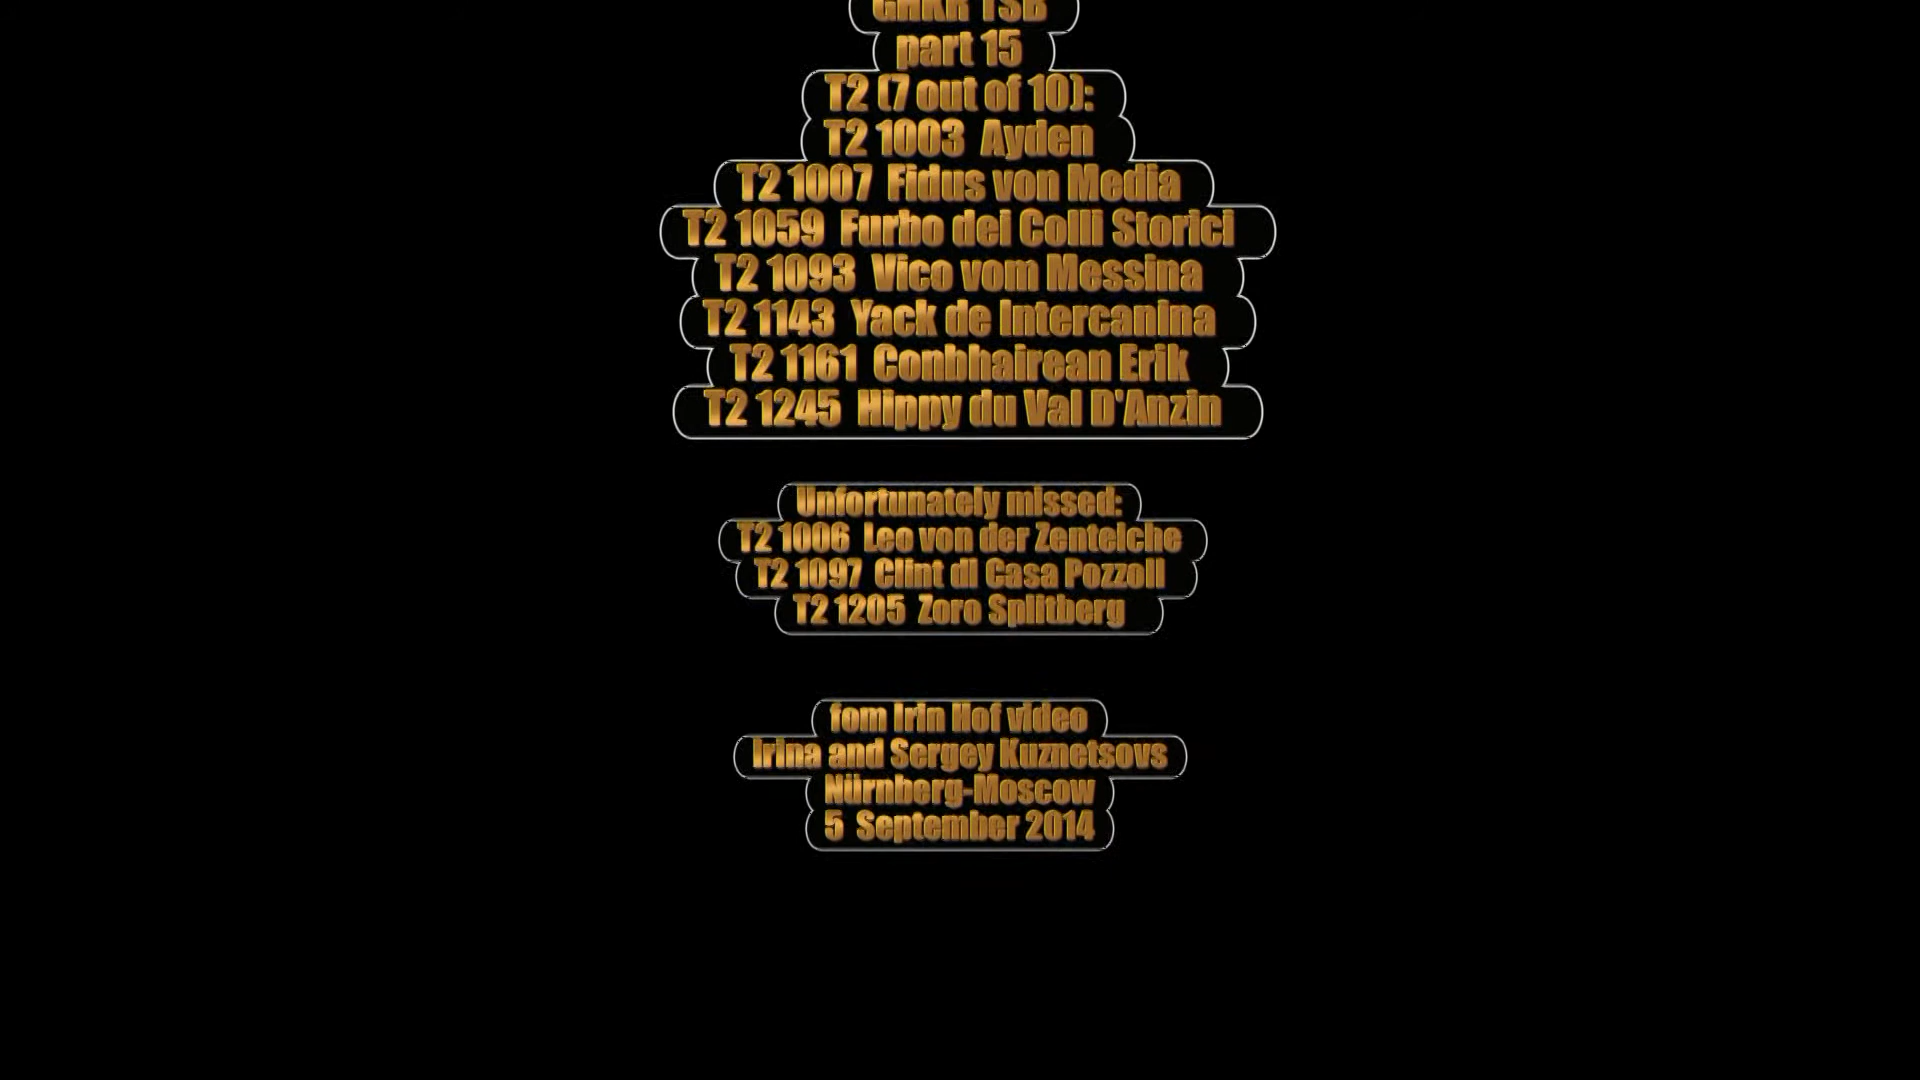 GHKR TSB
part 15
T2 (7 out of 10):
T2 1003 Ayden
T2 1007 Fidus von Media
T2 1059 Furbo dei Colli Storici
T2 1093 Vico vom Messina
T2 1143 Yack de Intercanina
T2 1161 Conbhairean Erik
T2 1245 Hippy du Val D'Anzin
Unfortunately missed:
T2 1006 Leo von der Zenteiche
T2 1097 Clint di Casa Pozzoli
T2 1205 Zoro Splitberg
fom Irin Hof video
Irina and Sergey Kuznetsovs
Nürnberg-Moscow
5 September 2014